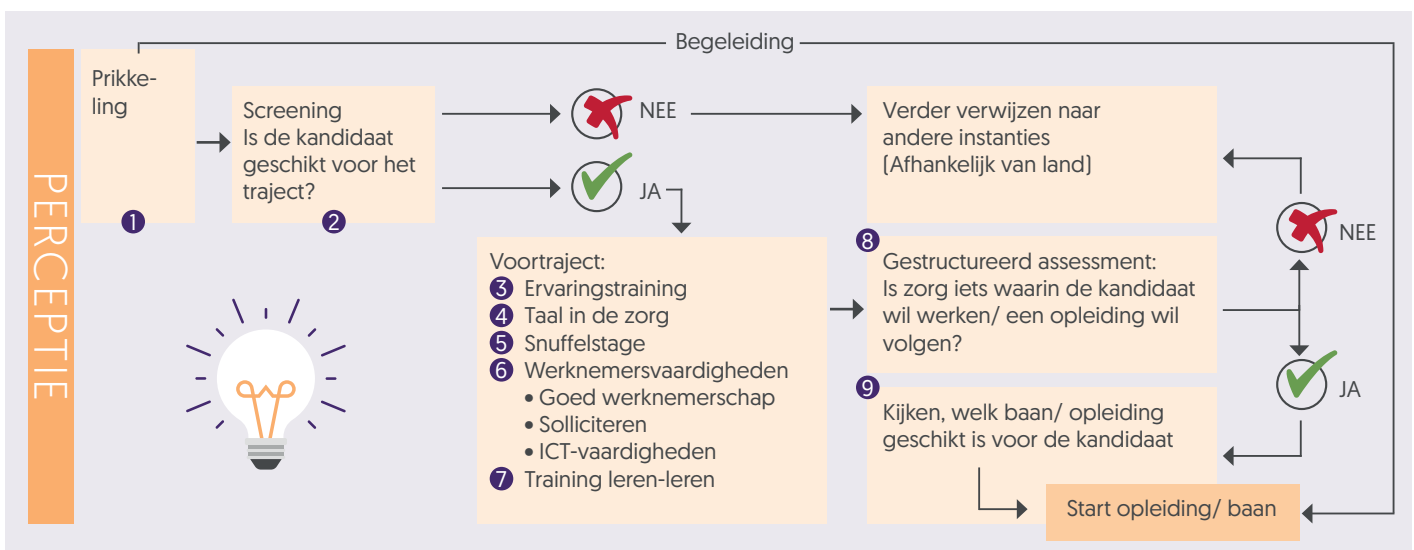 Begeleiding
PERCEPTIE
Prikke-
ling
1
Screening
Is de kandidaat
geschikt voor het
traject?
2
NEE
JA
Verder verwijzen naar
andere instanties
(Afhankelijk van land)
Voortraject:
3 Ervaringstraining
4 Taal in de zorg
5 Snuffelstage
6 Werknemersvaardigheden
• Goed werknemerschap
• Solliciteren
• ICT-vaardigheden
7 Training leren-leren
8
Gestructureerd assessment:
Is zorg iets waarin de kandidaat
wil werken/ een opleiding wil
volgen?
NEE
JA
9
Kijken, welk baan/ opleiding
geschikt is voor de kandidaat
Start opleiding/ baan